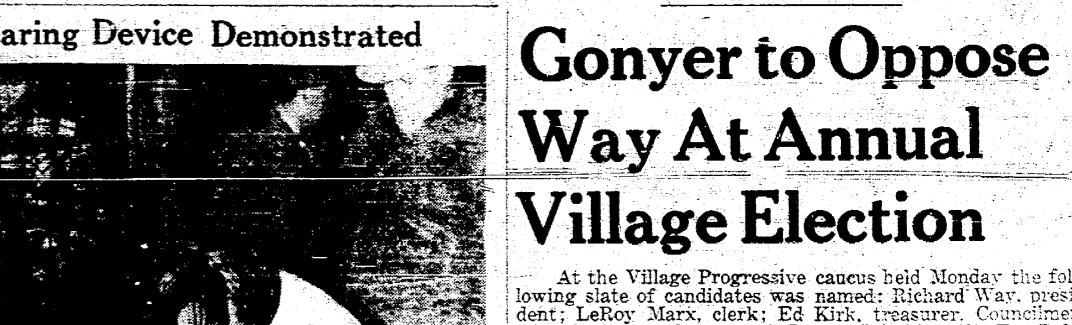 aring Device Demonstrated
Gonyer to Oppose
Way At Annual
Village Election
At the Village Progressive caucus held Monday the fol
lowing slate of candidates was named: Richard Way, presi
dent; LeRoy Marx, clerk; Ed Kirk, treasurer. Councilme